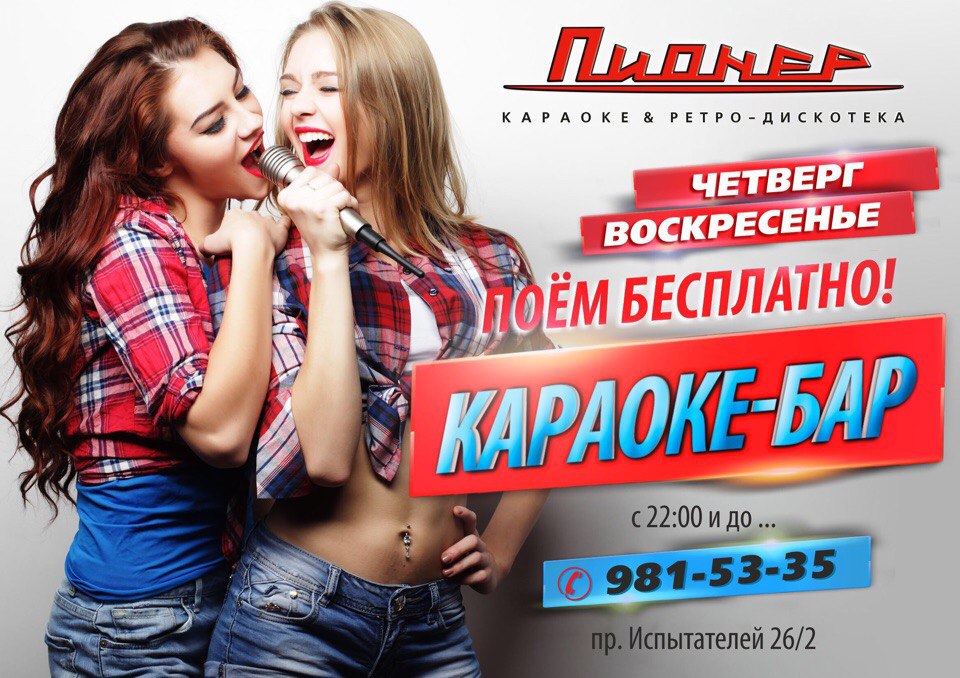 Пионер
КАРАОКЕ & РЕТРО-ДИСКОТЕКА
ЧЕТВЕРГ
ВОСКРЕСЕНЬЕ
ПОЁМ БЕСПЛАТНО!
КАРАОКЕ-БАР
с 22:00 и до ...
981-53-35
пр. Испытателей 26/2